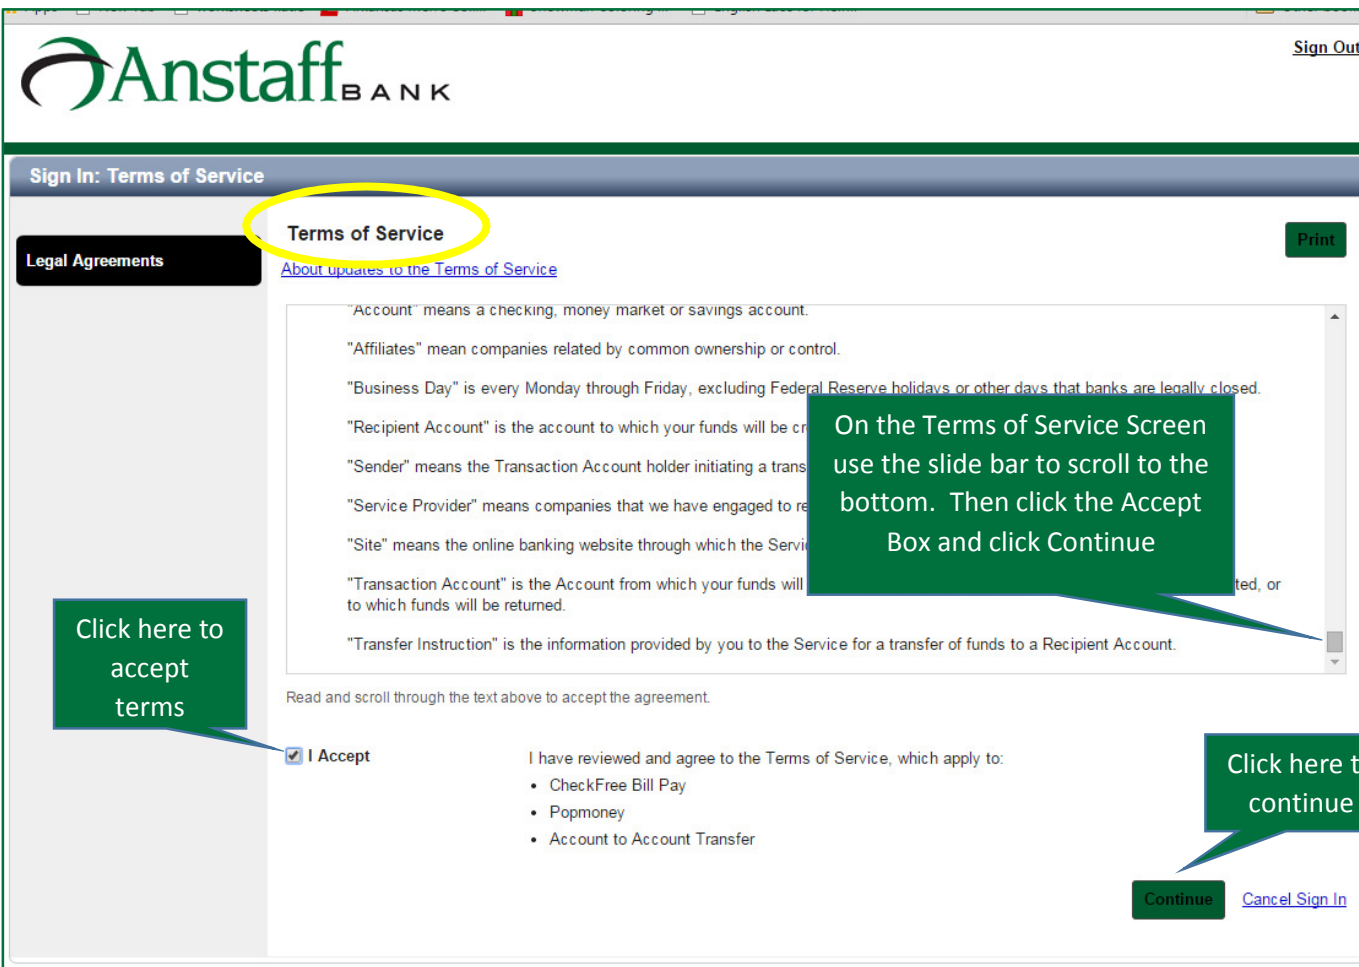 Anstaff BANK
Sign Out
Sign In: Terms of Service
Legal Agreements
Terms of Service
Print
About updates to the Terms of Service
"Account" means a checking, money market or savings account.
"Affiliates" mean companies related by common ownership or control.
"Business Day" is every Monday through Friday, excluding Federal Reserve holidays or other days that banks are legally closed.
"Recipient Account" is the account to which your funds will be
"Sender" means the Transaction Account holder initiating a
"Service Provider" means companies that we have engaged to
"Site" means the online banking website through which the
"Transaction Account" is the Account from which your funds will
or
to which funds will be returned.
"Transfer Instruction" is the information provided by you to the Service for a transfer of funds to a Recipient Account.
On the Terms of Service Screen
use the slide bar to scroll to the
bottom. Then click the Accept
Box and click Continue
Click here to
accept
terms
Read and scroll through the text above to accept the agreement.
I Accept
I have reviewed and agree to the Terms of Service, which apply to:
• CheckFree Bill Pay
• Popmoney
• Account to Account Transfer
Click here
continue
Continue
Cancel Sign In